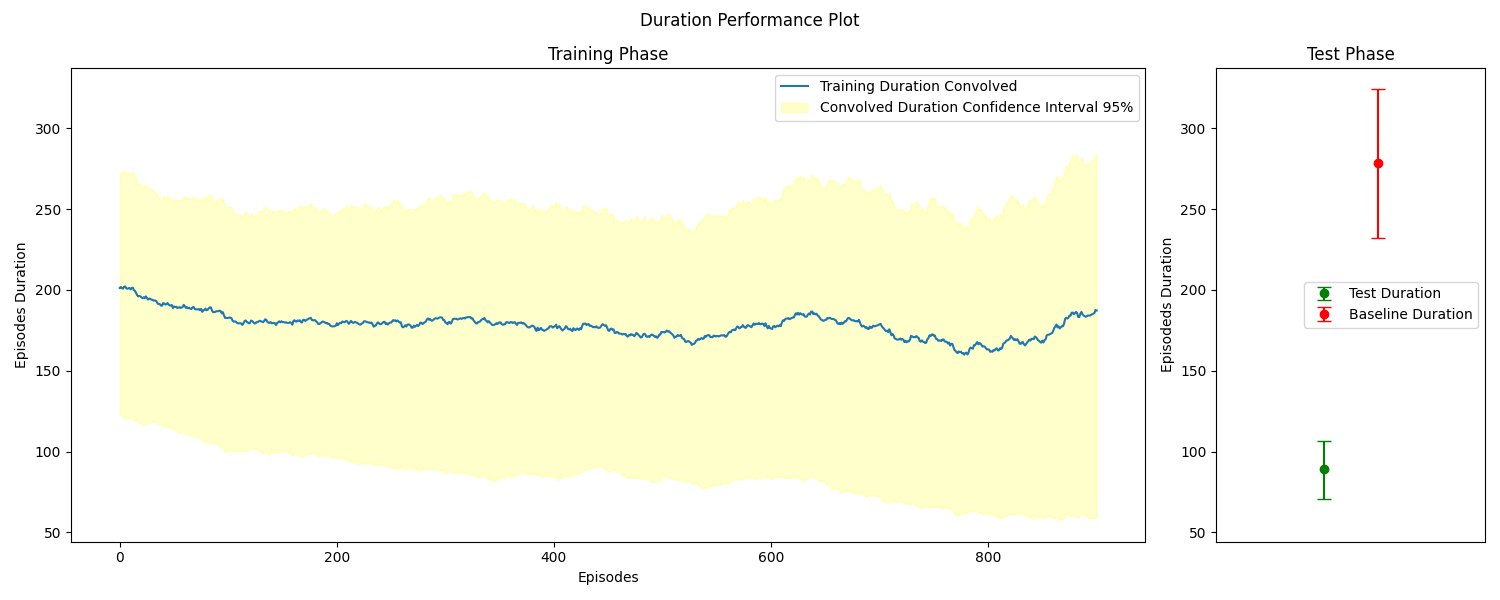 Duration Performance Plot
Training Phase
Training Duration Convolved
Convolved Duration Confidence Interval 95%
Episodes Duration
300
250
200
150
100
50
0
200
400
600
800
Episodes
Test Phase
Test Duration
Baseline Duration
Episodeds Duration
300
250
200
150
100
50